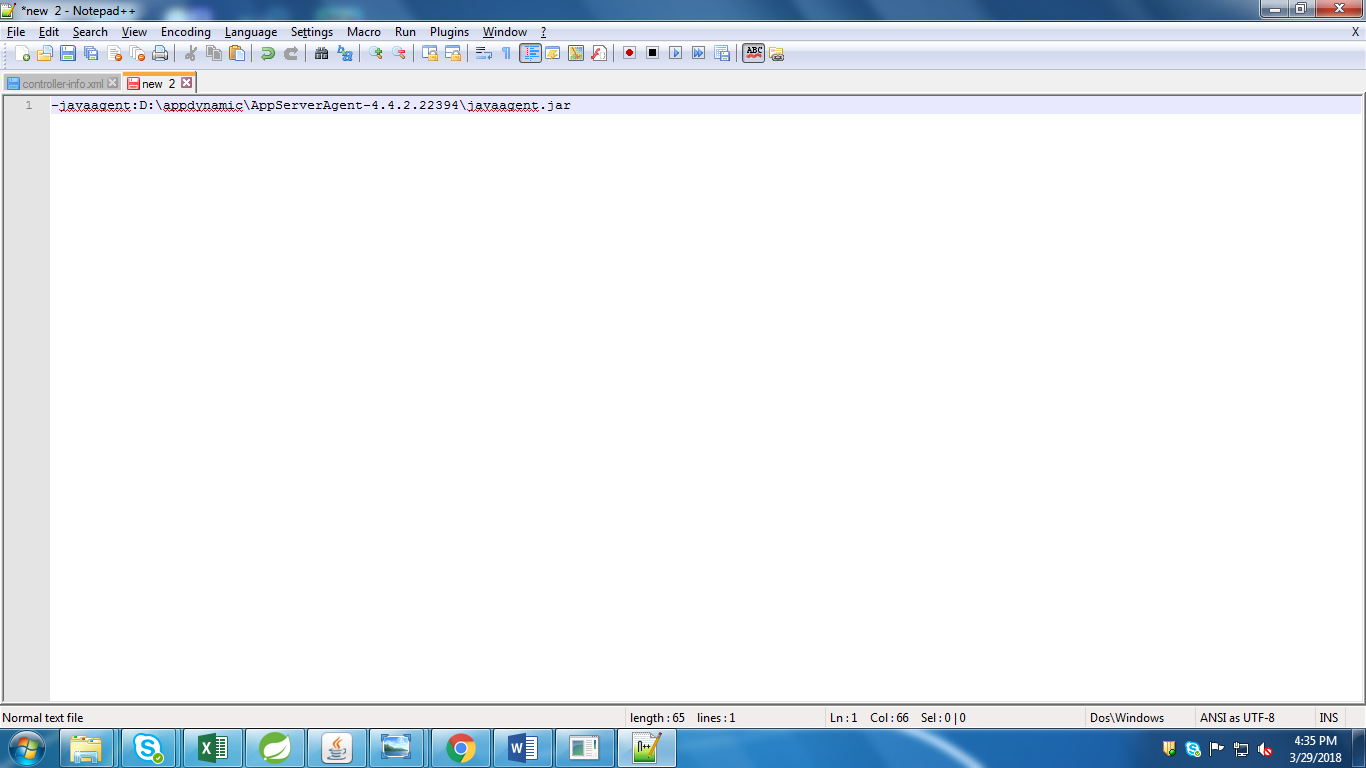 *new 2 - Notepad++
File Edit Search View Encoding Language Settings Macro Run Plugins Window ? X
ABC
controller-info.xml new 2
1 -javaagent:D:\appdynamic\AppServerAgent-4.4.2.22394\javaagent.jar
Normal text file length : 65 lines : 1 Ln : 1 Col : 66 Sel : 0 | 0 Dos\Windows ANSI as UTF-8 INS
4:35 PM
3/29/2018